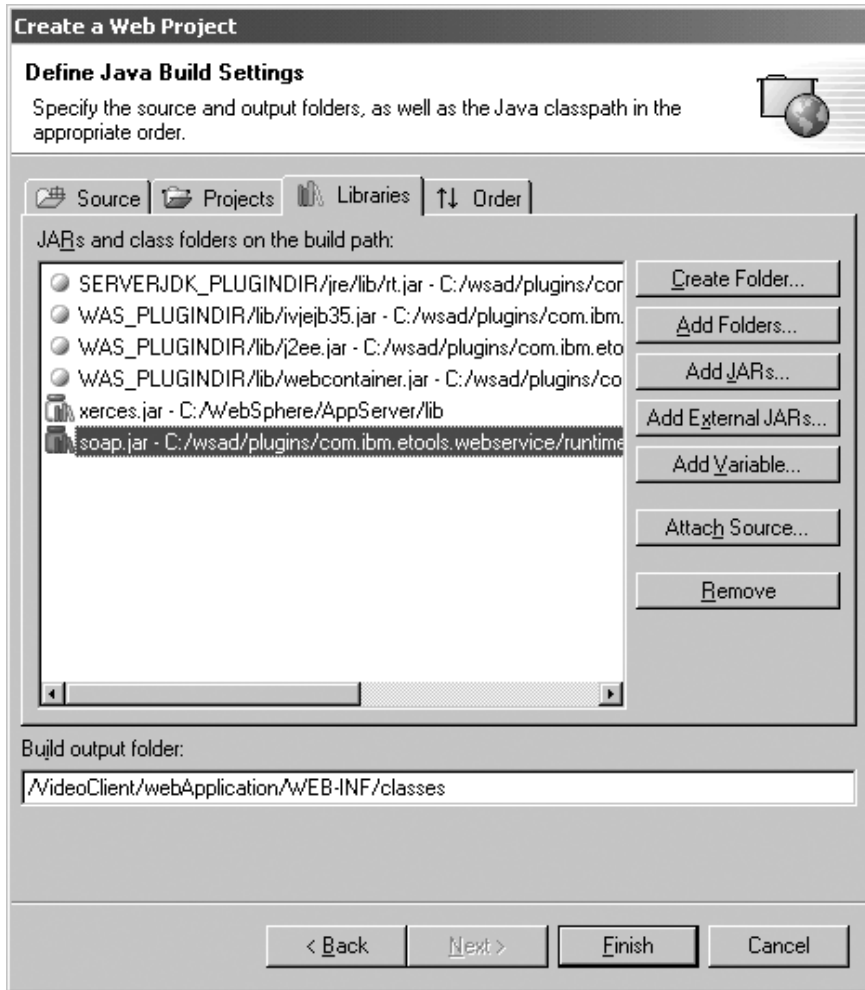 Create a Web Project
Define Java Build Settings
Specify the source and output folders, as well as the Java classpath in the
appropriate order.
Source Projects Libraries Order
JARs and class folders on the build path:
SERVERJDK_PLUGINDIR/jre/lib/rt.jar - C:/wsad/plugins/cor
WAS_PLUGINDIR/lib/ivjejb35.jar - C:/wsad/plugins/com.ibm.
WAS_PLUGINDIR/lib/j2ee.jar - C:/wsad/plugins/com.ibm.eto
WAS_PLUGINDIR/lib/webcontainer.jar - C:/wsad/plugins/co
xerces.jar - C:/WebSphere/AppServer/lib
soap.jar - C:/wsad/plugins/com.ibm.etools.webservice/runtime
Create Folder...
Add Folders...
Add JARs...
Add External JARs...
Add Variable...
Attach Source...
Remove
Build output folder:
/VideoClient/webApplication/WEB-INF/classes
< Back Next > Finish Cancel